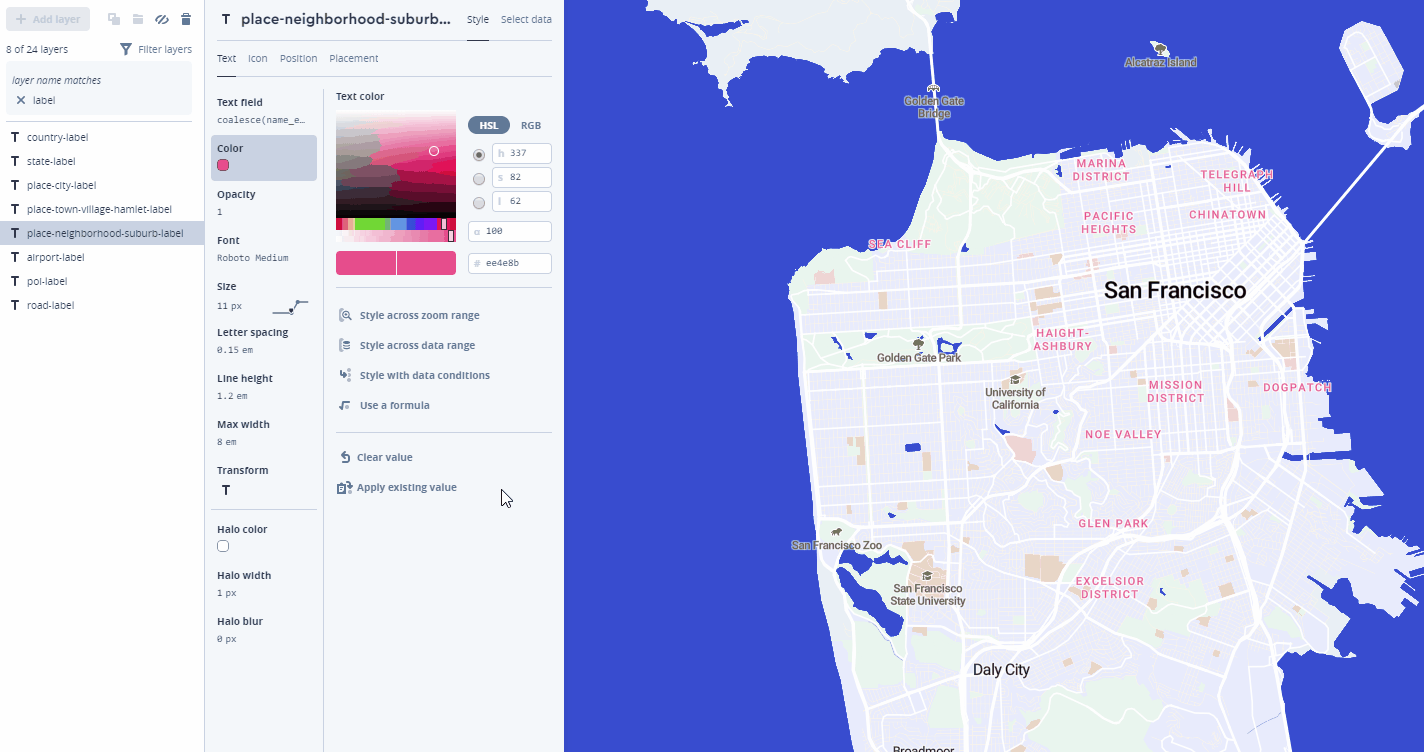 Add layer
8 of 24 layers
Filter layers
layer name matches
label
country-label
state-label
place-city-label
place-town-village-hamlet-label
place-neighborhood-suburb-label
airport-label
poi-label
road-label
place-neighborhood-suburb...
Style
Select data
Text
Icon
Position
Placement
Text field
coalesce(name_e…
Color
Opacity
1
Font
Roboto Medium
Size
11 px
Letter spacing
0.15 em
Line height
1.2 em
Max width
8 em
Transform
Halo color
Halo width
1 px
Halo blur
0 px
Text color
HSL
RGB
h 337
s 82
l 62
α 100
# ee4e8b
Style across zoom range
Style across data range
Style with data conditions
Use a formula
Clear value
Apply existing value
Alcatraz Island
Golden Gate
Bridge
MARINA
DISTRICT
TELEGRAPH
HILL
PACIFIC
HEIGHTS
CHINATOWN
SEA CLIFF
San Francisco
HAIGHT-
ASHBURY
Golden Gate Park
University of
California
MISSION
DISTRICT
DOGPATCH
NOE VALLEY
GLEN PARK
San Francisco Zoo
San Francisco
State University
EXCELSIOR
DISTRICT
Daly City
Broadmoor